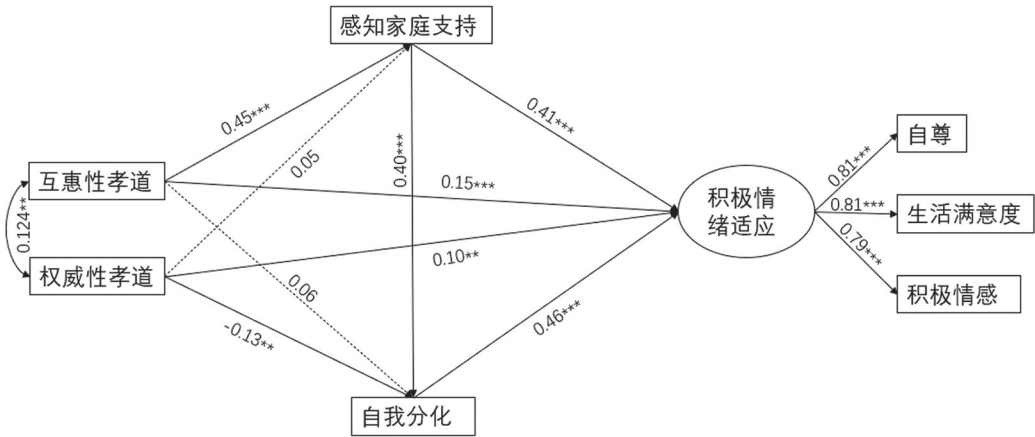 感知家庭支持
0.45***
0.41***
0.05
0.40***
自尊
0.81***
互惠性孝道
0.15***
积极情
绪适应
0.81***
生活满意度
0.124**
权威性孝道
0.10**
0.79***
积极情感
0.06
-0.13**
0.46***
自我分化